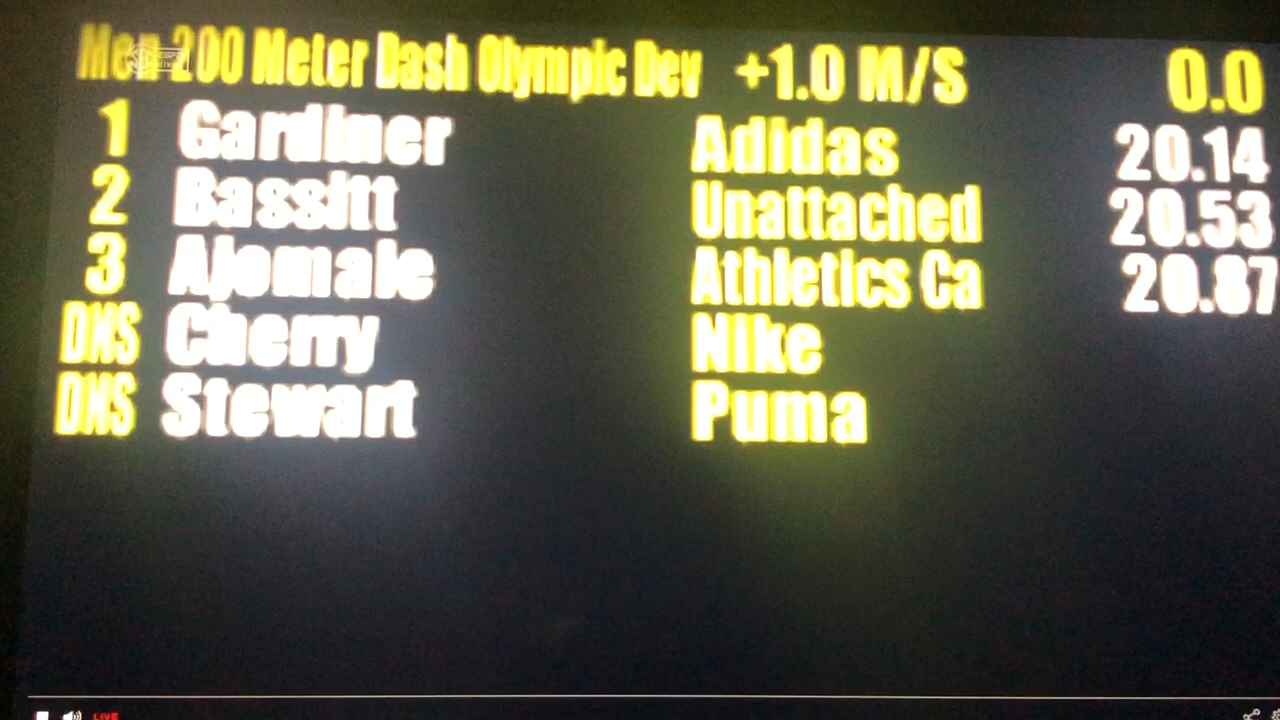 Men 200 Meter Dash Olympic Dev +1.0 M/S 0.0
1 Gardiner Adidas 20.14
2 Bassitt Unattached 20.53
3 Ajomale Athletics Ca 20.87
DNS Cherry Nike
DNS Stewart Puma
LIVE